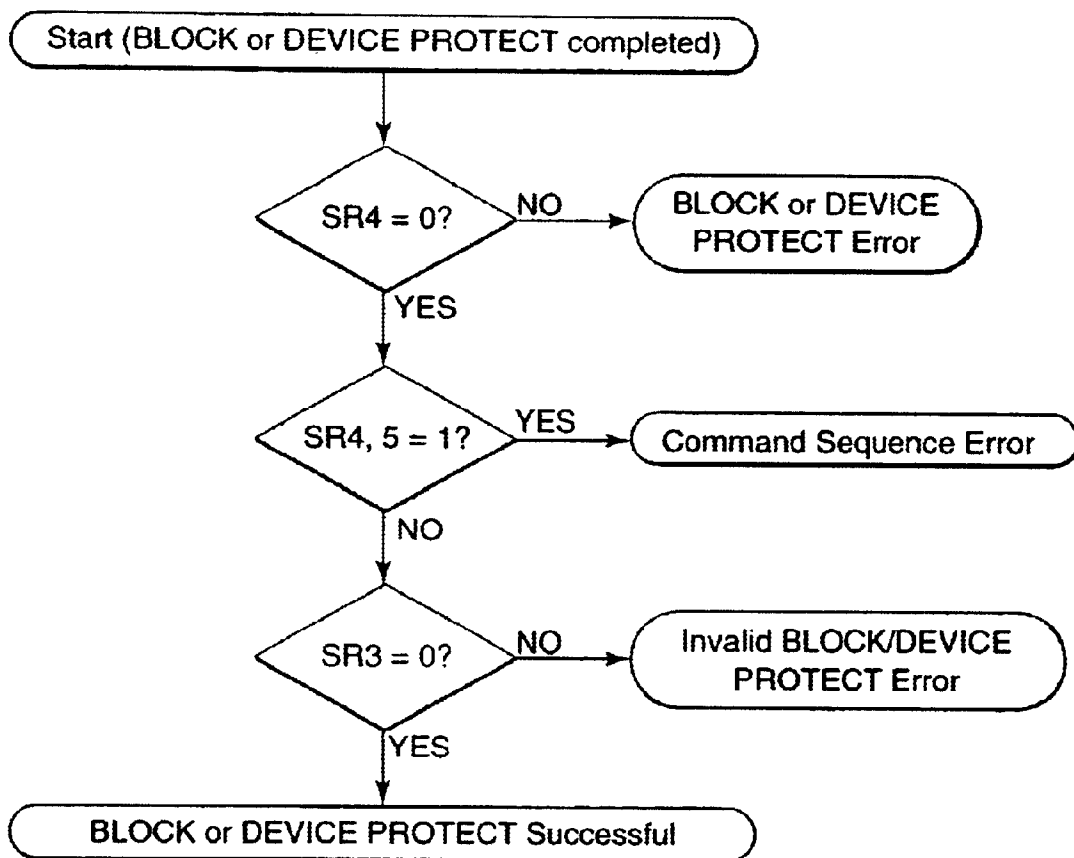 Start (BLOCK or DEVICE PROTECT completed)
SR4 = 0?
NO
BLOCK or DEVICE
PROTECT Error
YES
SR4, 5 = 1?
YES
Command Sequence Error
NO
SR3 = 0?
NO
Invalid BLOCK/DEVICE
PROTECT Error
YES
BLOCK or DEVICE PROTECT Successful